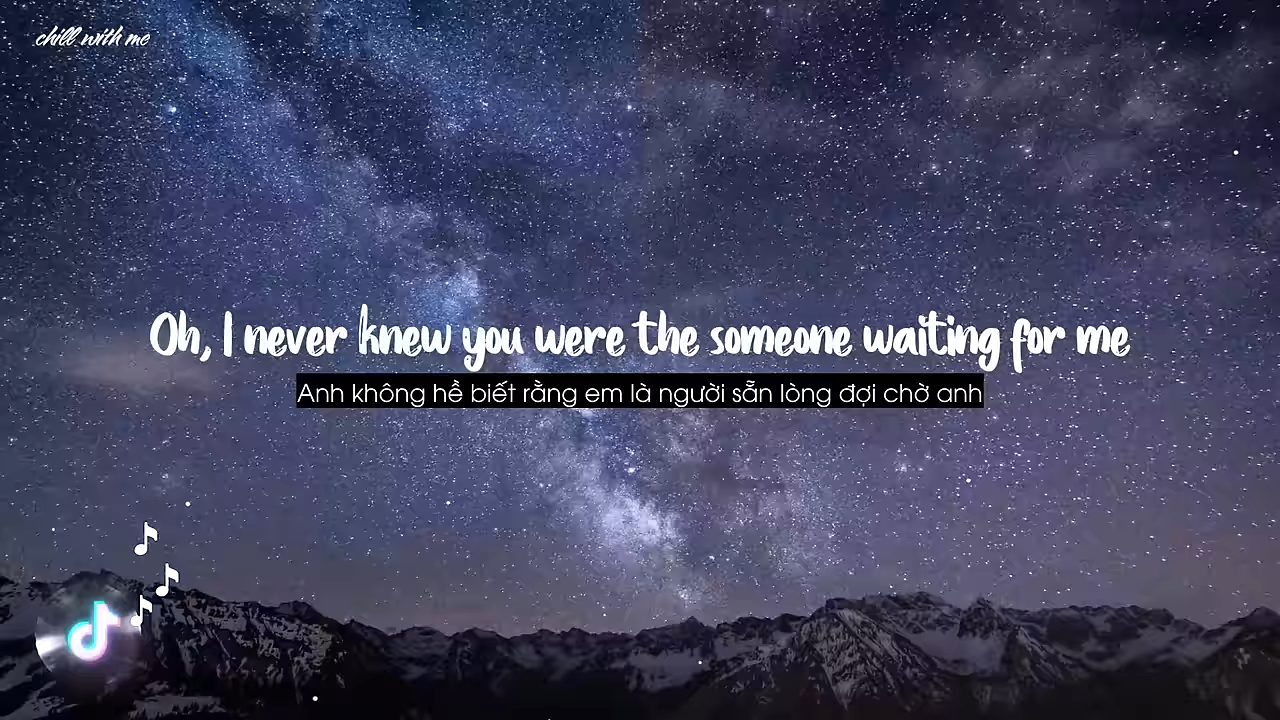 chill with me
Oh, I never knew you were the someone waiting for me
Anh không hề biết rằng em là người sẵn lòng đợi chờ anh